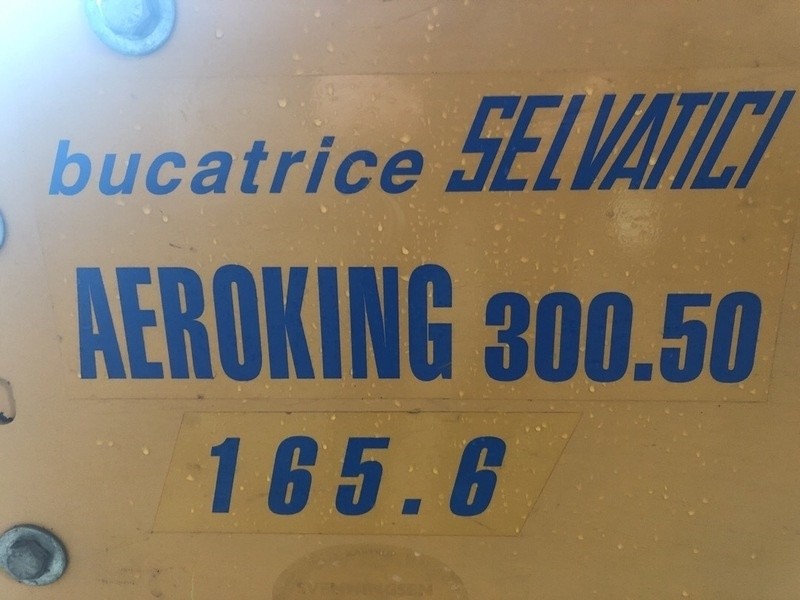 bucatrice SELVATICI
AEROKING 300.50
165.6